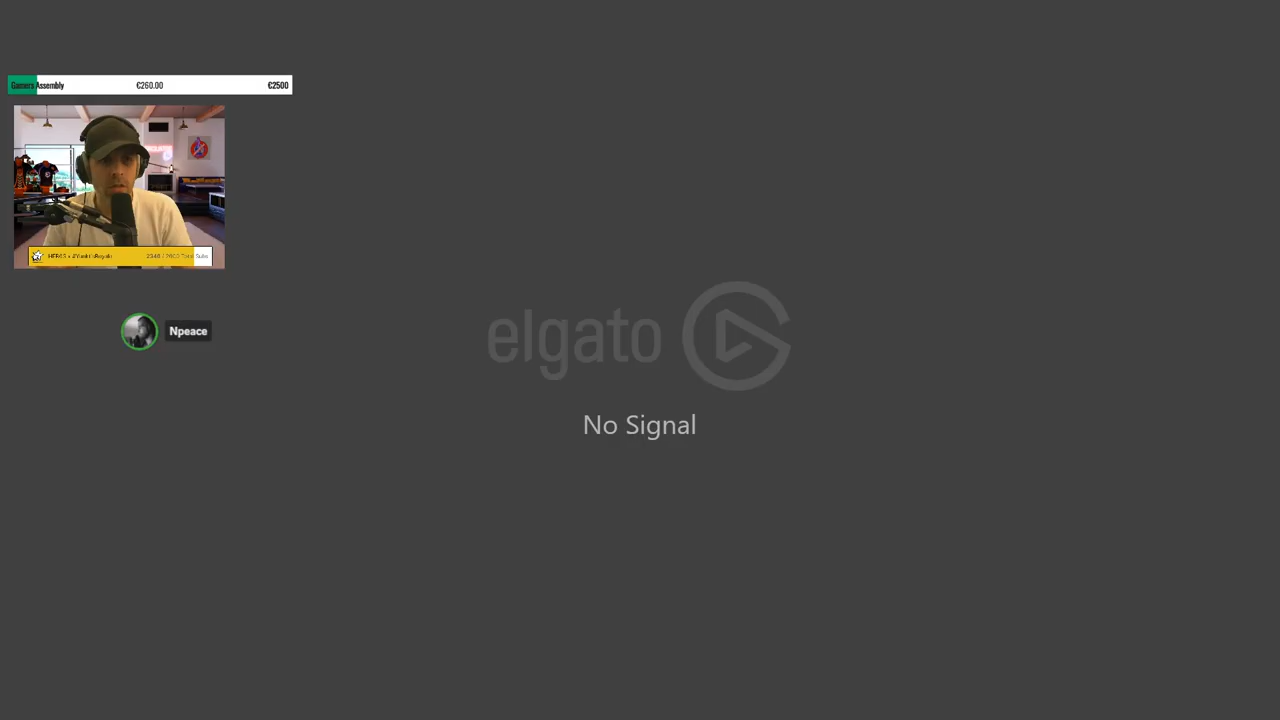 Gamers Assembly €260.00 €2500
Npeace
elgato
No Signal